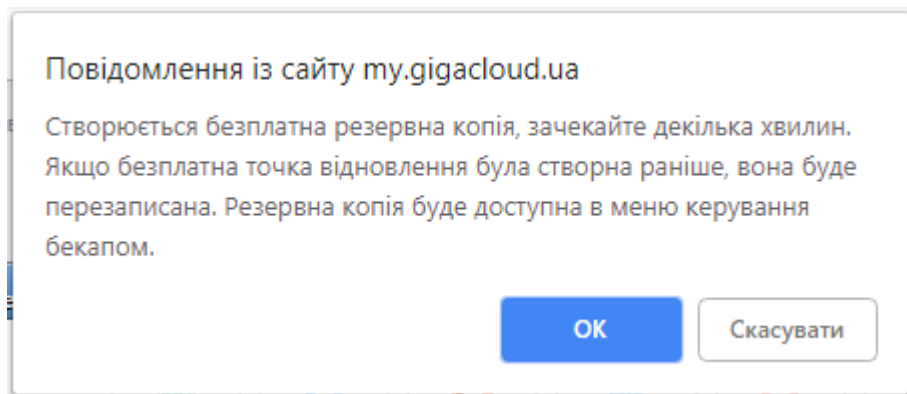 Повідомлення із сайту my.gigacloud.ua
Створюється безплатна резервна копія, зачекайте декілька хвилин.
Якщо безплатна точка відновлення була створна раніше, вона буде
перезаписана. Резервна копія буде доступна в меню керування
бекапом.
ОК
Скасувати